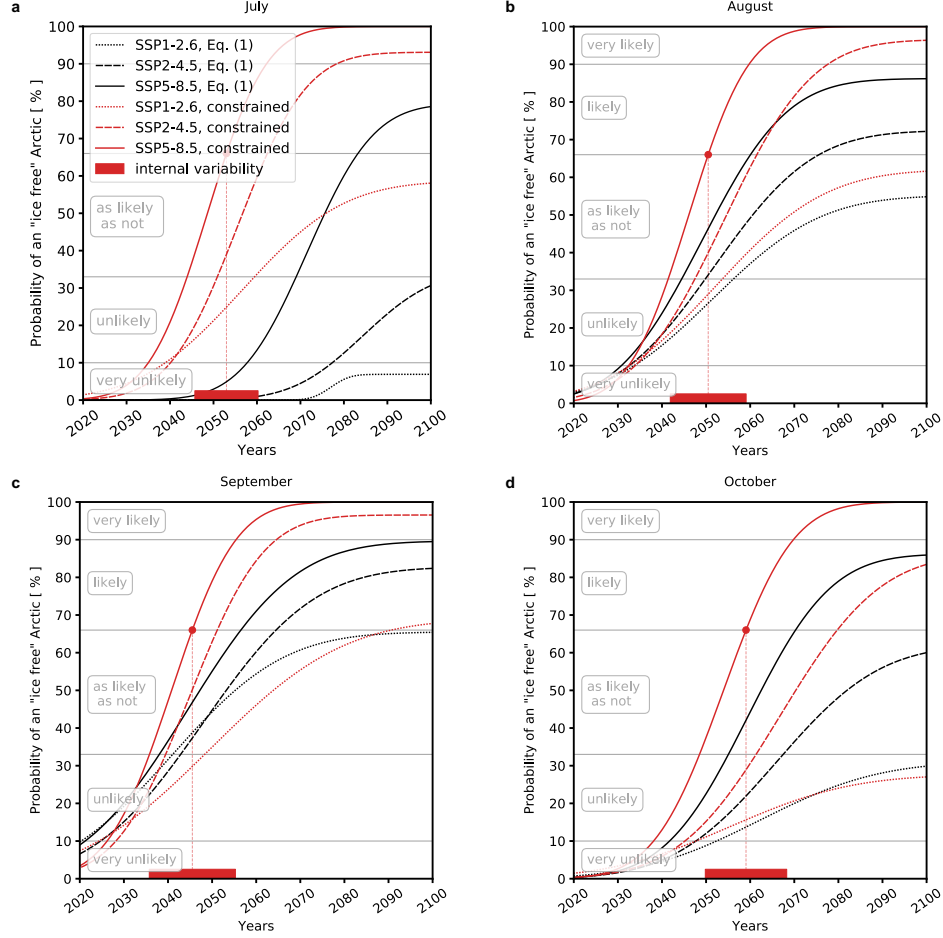 a
July
100
90
80
70
60
50
40
30
20
10
0
Probability of an "ice free" Arctic [ % ]
SSP1-2.6, Eq. (1)
SSP2-4.5, Eq. (1)
SSP5-8.5, Eq. (1)
SSP1-2.6, constrained
SSP2-4.5, constrained
SSP5-8.5, constrained
internal variability
as likely
as not
unlikely
very unlikely
2020
2030
2040
2050
2060
2070
2080
2090
2100
Years
b
August
100
90
80
70
60
50
40
30
20
10
0
Probability of an "ice free" Arctic [ % ]
very likely
likely
as likely
as not
unlikely
very unlikely
2020
2030
2040
2050
2060
2070
2080
2090
2100
Years
c
September
100
90
80
70
60
50
40
30
20
10
0
Probability of an "ice free" Arctic [ % ]
very likely
likely
as likely
as not
unlikely
very unlikely
2020
2030
2040
2050
2060
2070
2080
2090
2100
Years
d
October
100
90
80
70
60
50
40
30
20
10
0
Probability of an "ice free" Arctic [ % ]
very likely
likely
as likely
as not
unlikely
very unlikely
2020
2030
2040
2050
2060
2070
2080
2090
2100
Years